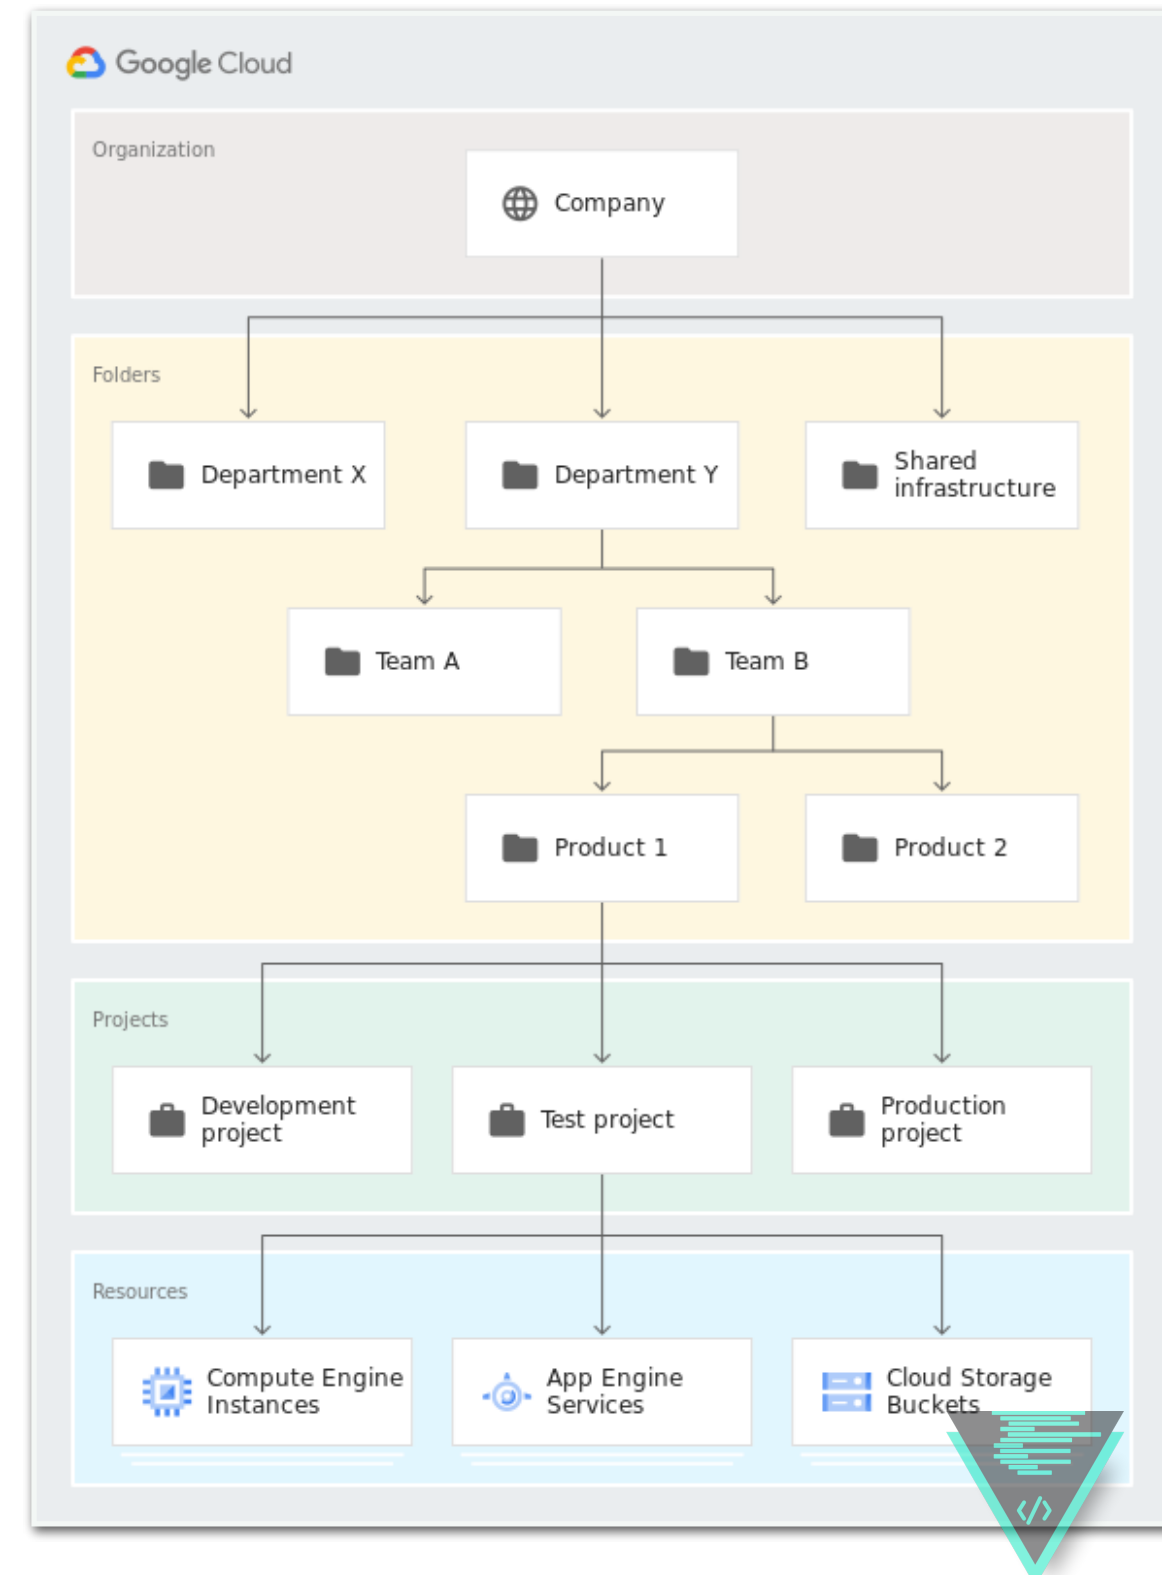 Google Cloud
Organization
Company
Folders
Department X
Department Y
Shared
infrastructure
Team A
Team B
Product 1
Product 2
Projects
Development
project
Test project
Production
project
Resources
Compute Engine
Instances
App Engine
Services
Cloud Storage
Buckets
</>